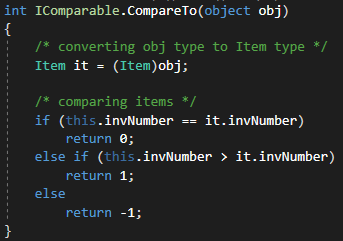 int IComparable.CompareTo(object obj)
{
/* converting obj type to Item type */
Item it = (Item)obj;
/* comparing items */
if (this.invNumber == it.invNumber)
return 0;
else if (this.invNumber > it.invNumber)
return 1;
else
return -1;
}